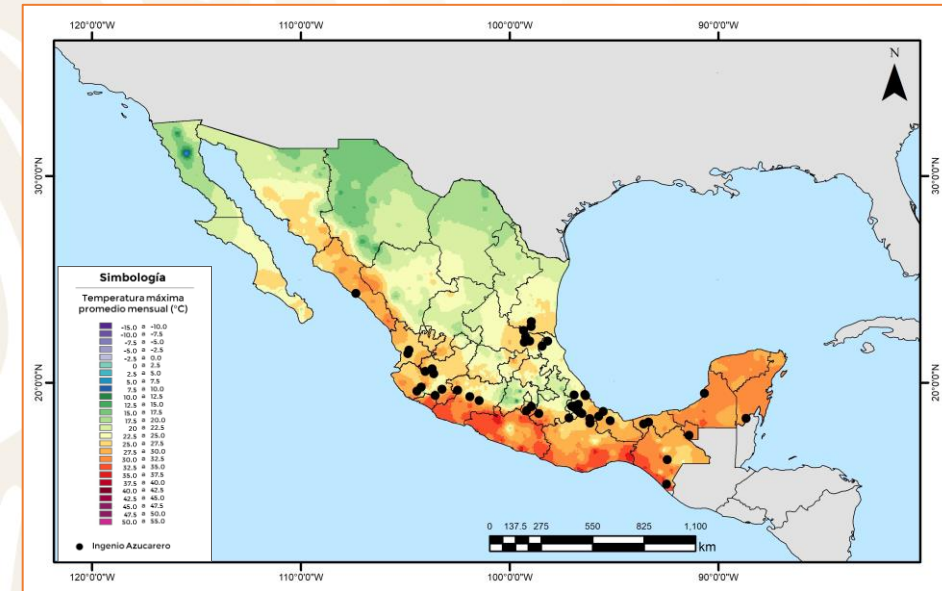 120°0'0"W 110°0'0"W 100°0'0"W 90°0'0"W
N
30°0'0"N 30°0'0"N
20°0'0"N 20°0'0"N
Simbología
Temperatura máxima
promedio mensual (°C)
-15.0 a -10.0
-10.0 a -7.5
-7.5 a -5.0
-5.0 a -2.5
-2.5 a 0.0
0 a 2.5
2.5 a 5.0
5.0 a 7.5
7.5 a 10.0
10.0 a 12.5
12.5 a 15.0
15.0 a 17.5
17.5 a 20.0
20 a 22.5
22.5 a 25.0
25.0 a 27.5
27.5 a 30.0
30.0 a 32.5
32.5 a 35.0
35.0 a 37.5
37.5 a 40.0
40.0 a 42.5
42.5 a 45.0
45.0 a 47.5
47.5 a 50.0
50.0 a 55.0
Ingenio Azucarero
0 137.5 275 550 825 1,100
km
120°0'0"W 110°0'0"W 100°0'0"W 90°0'0"W